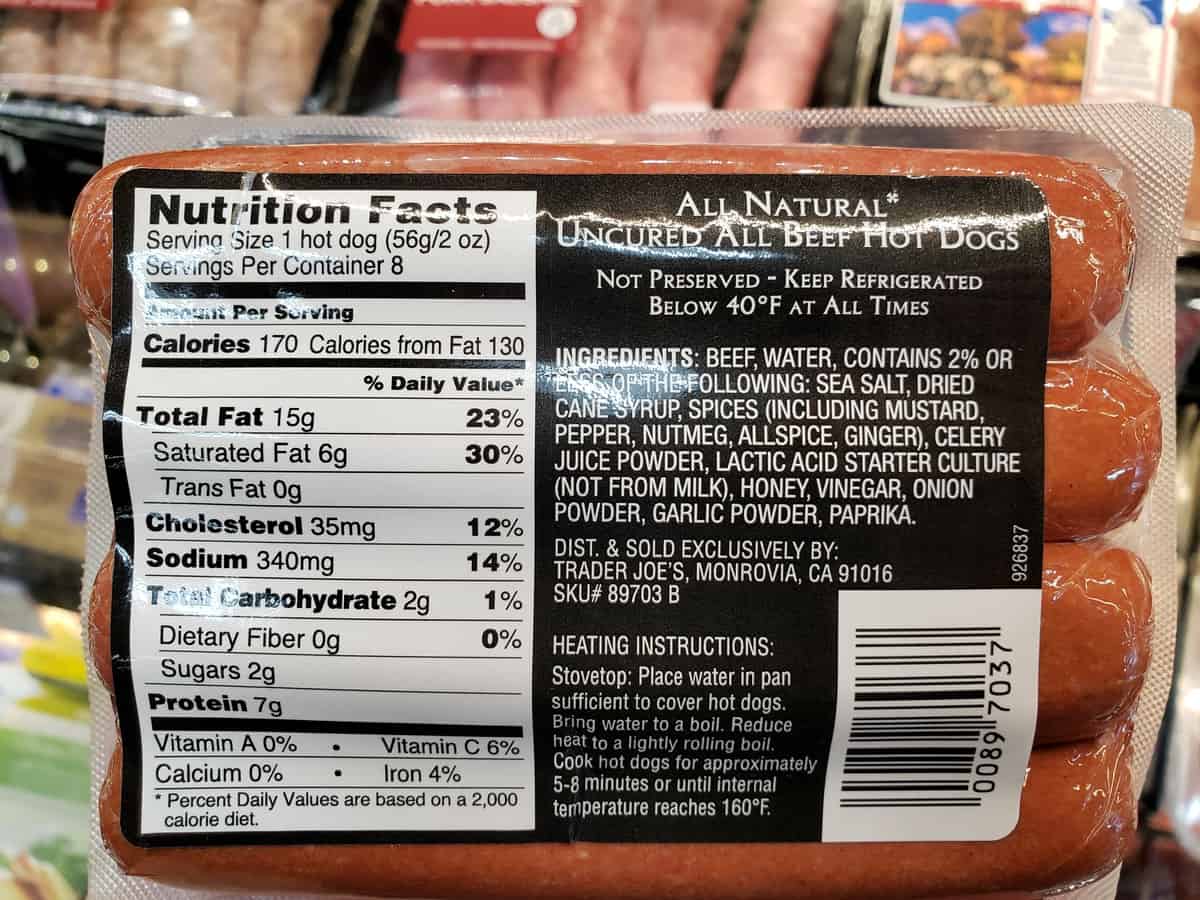 Nutrition Facts
Serving Size 1 hot dog (56g/2 oz)
Servings Per Container 8
Amount Per Serving
Calories 170 Calories from Fat 130
% Daily Value*
Total Fat 15g 23%
Saturated Fat 6g 30%
Trans Fat 0g
Cholesterol 35mg 12%
Sodium 340mg 14%
Total Carbohydrate 2g 1%
Dietary Fiber 0g 0%
Sugars 2g
Protein 7g
Vitamin A 0% • Vitamin C 6%
Calcium 0% • Iron 4%
* Percent Daily Values are based on a 2,000
calorie diet.
ALL NATURAL*
UNCURED ALL BEEF HOT DOGS
NOT PRESERVED - KEEP REFRIGERATED
BELOW 40°F AT ALL TIMES
INGREDIENTS: BEEF, WATER, CONTAINS 2% OR
LESS OF THE FOLLOWING: SEA SALT, DRIED
CANE SYRUP, SPICES (INCLUDING MUSTARD,
PEPPER, NUTMEG, ALLSPICE, GINGER), CELERY
JUICE POWDER, LACTIC ACID STARTER CULTURE
(NOT FROM MILK), HONEY, VINEGAR, ONION
POWDER, GARLIC POWDER, PAPRIKA.
DIST. & SOLD EXCLUSIVELY BY:
TRADER JOE'S, MONROVIA, CA 91016
SKU# 89703 B
926837
HEATING INSTRUCTIONS:
Stovetop: Place water in pan
sufficient to cover hot dogs.
Bring water to a boil. Reduce
heat to a lightly rolling boil.
Cook hot dogs for approximately
5-8 minutes or until internal
temperature reaches 160°F.
0089 7037